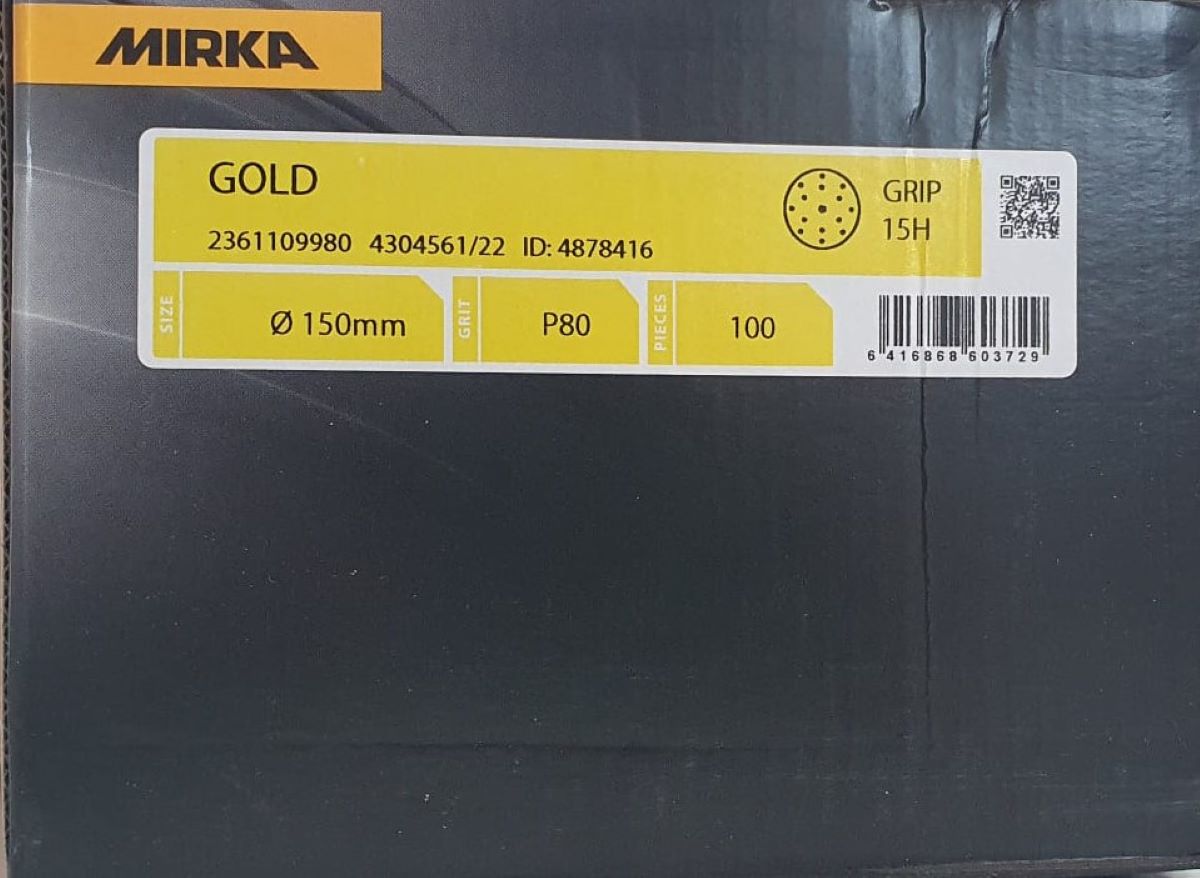 MIRKA
GOLD
GRIP
15H
2361109980 4304561/22 ID: 4878416
SIZE
Ø 150mm
GRIT
P80
PIECES
100
6 416868 603729